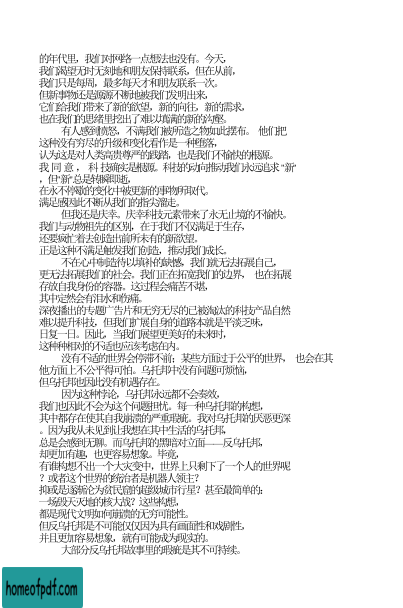 的年代里，我们对网络一点想法也没有。今天，
我们渴望无时无刻地和朋友保持联系，但在从前，
我们只是每周，最多每天才和朋友联系一次。
但新事物还是源源不断地被我们发明出来，
它们给我们带来了新的欲望，新的向往，新的需求，
也在我们的思绪里挖出了难以填满的新的沟壑。
有人感到愤怒，不满我们被所造之物如此摆布。 他们把
这种没有穷尽的升级和变化看作是一种堕落，
认为这是对人类高贵尊严的践踏，也是我们不愉快的根源。
我 同 意 ， 科 技确实是根源。科技的动向推动我们永远追求“新”
，但“新”总是转瞬即逝，
在永不停歇的变化中被更新的事物所取代。
满足感因此不断从我们的指尖溜走。
但我还是庆幸。庆幸科技元素带来了永无止境的不愉快。
我们与动物祖先的区别，在于我们不仅满足于生存，
还要疯忙着去创造出前所未有的新欲望。
正是这种不满足触发我们创造，推动我们成长。
不在心中制造待以填补的缺憾，我们就无法拓展自己，
更无法拓展我们的社会。我们正在拓宽我们的边界， 也在拓展
存放自我身份的容器。这过程会痛苦不堪，
其中定然会有泪水和伤痛。
深夜播出的专题广告片和无穷无尽的已被淘汰的科技产品自然
难以提升科技，但我们扩展自身的道路本就是平淡乏味，
日复一日。因此，当我们展望更美好的未来时，
这种种相对的不适也应该考虑在内。
没有不适的世界会停滞不前；某些方面过于公平的世界， 也会在其
他方面上不公平得可怕。乌托邦中没有问题可烦恼，
但乌托邦也因此没有机遇存在。
因为这种悖论，乌托邦永远都不会奏效，
我们也因此不会为这个问题担忧。每一种乌托邦的构想，
其中都存在使其自我崩溃的严重瑕疵。我对乌托邦的厌恶更深
。因为我从未见到让我想在其中生活的乌托邦，
总是会感到无聊。而乌托邦的黑暗对立面——反乌托邦，
却更加有趣，也更容易想象。毕竟，
有谁构想不出一个大灾变中，世界上只剩下了一个人的世界呢
？或者这个世界的统治者是机器人领主？
抑或是逐渐沦为贫民窟的超级城市行星？甚至最简单的：
一场毁天灭地的核大战？这些构想，
都是现代文明如何崩溃的无穷可能性。
但反乌托邦是不可能仅仅因为具有画面性和戏剧性，
并且更加容易想象，就有可能成为现实的。
大部分反乌托邦故事里的瑕疵是其不可持续。
homeofpdf.com